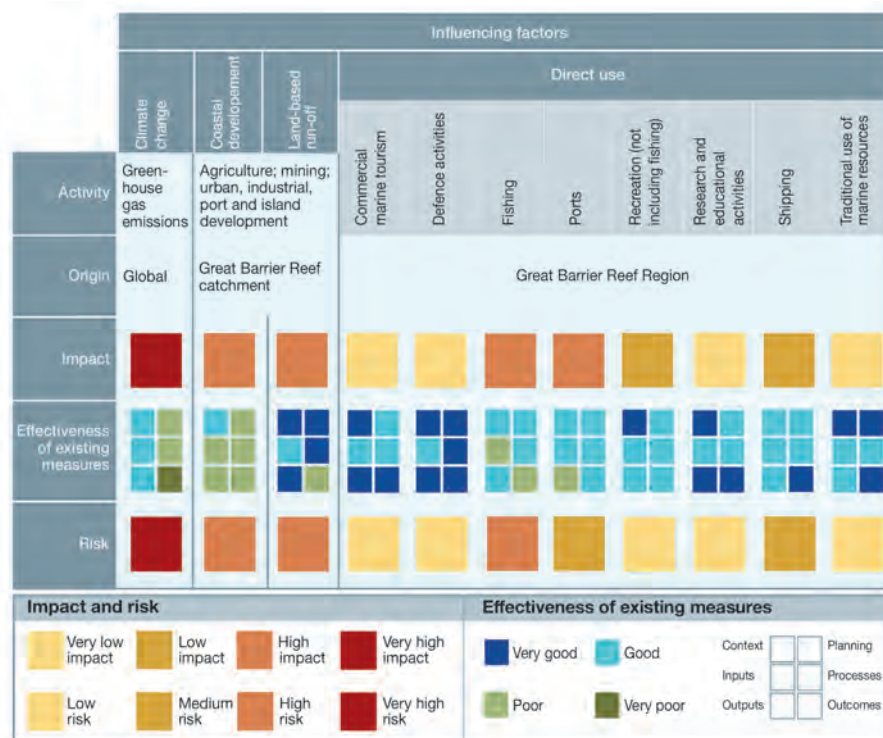 Influencing factors
Direct use
Climate
change
Coastal
developement
Land-based
run-off
Activity
Green-
house
gas
emissions
Agriculture; mining;
urban, industrial,
port and island
development
Commercial
marine tourism
Defence activities
Fishing
Ports
Recreation (not
including fishing)
Research and
educational
activities
Shipping
Traditional use of
marine resources
Origin
Global
Great Barrier Reef
catchment
Great Barrier Reef Region
Impact
Effectiveness
of existing
measures
Risk
Impact and risk
Very low
impact
Low
impact
High
impact
Very high
impact
Low
risk
Medium
risk
High
risk
Very high
risk
Effectiveness of existing measures
Very good
Good
Poor
Very poor
Context
Planning
Inputs
Processes
Outputs
Outcomes